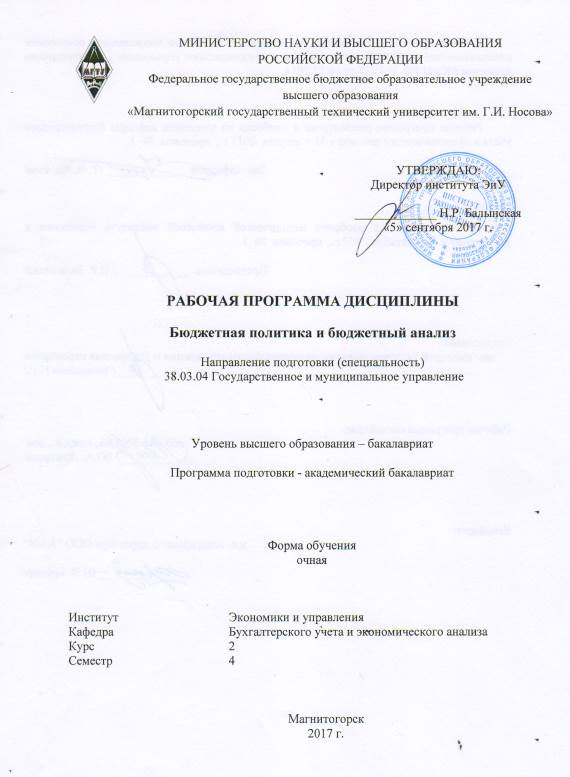 МИНИСТЕРСТВО НАУКИ И ВЫСШЕГО ОБРАЗОВАНИЯ
РОССИЙСКОЙ ФЕДЕРАЦИИ
Федеральное государственное бюджетное образовательное учреждение
высшего образования
«Магнитогорский государственный технический университет им. Г.И. Носова»
УТВЕРЖДАЮ:
Директор института ЭиУ
Н.Р. Балынская
«5» сентября 2017 г.
ИНСТИТУТ
РАБОЧАЯ ПРОГРАММА ДИСЦИПЛИНЫ
Бюджетная политика и бюджетный анализ
Направление подготовки (специальность)
38.03.04 Государственное и муниципальное управление
Уровень высшего образования – бакалавриат
Программа подготовки - академический бакалавриат
Форма обучения
очная
Институт Экономики и управления
Кафедра Бухгалтерского учета и экономического анализа
Курс 2
Семестр 4
Магнитогорск
2017 г.